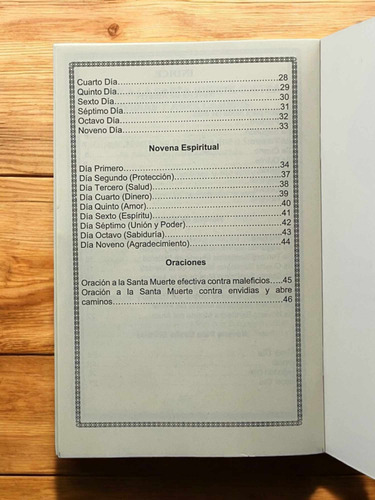 Cuarto Día.....................................................28
Quinto Día.....................................................29
Sexto Día.......................................................30
Séptimo Día...................................................31
Octavo Día.....................................................32
Noveno Día....................................................33
Novena Espiritual
Día Primero....................................................34
Día Segundo (Protección)..............................37
Día Tercero (Salud)........................................38
Día Cuarto (Dinero)........................................39
Día Quinto (Amor)..........................................40
Día Sexto (Espíritu)........................................41
Día Séptimo (Unión y Poder).........................42
Día Octavo (Sabiduría)...................................43
Día Noveno (Agradecimiento)........................44
Oraciones
Oración a la Santa Muerte efectiva contra maleficios.....45
Oración a la Santa Muerte contra envidias y abre
caminos..........................................................46